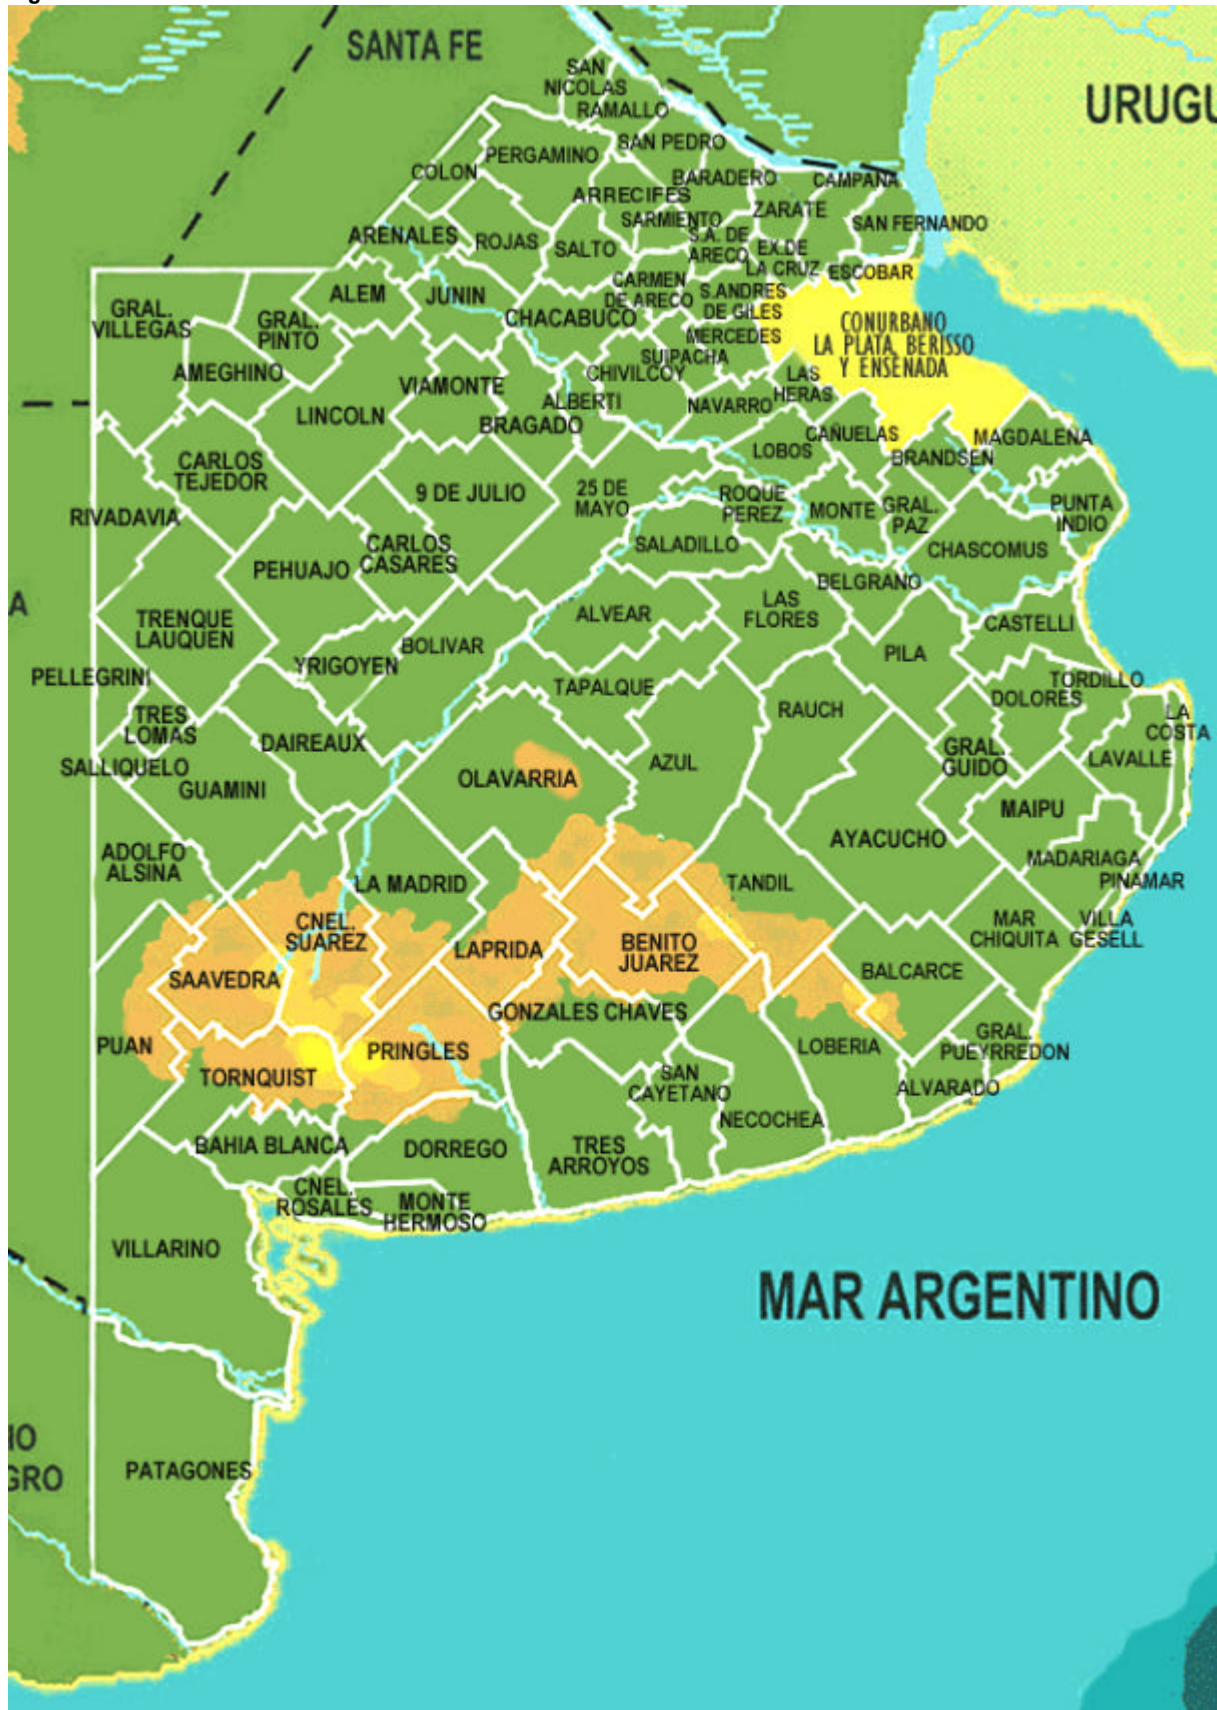 SANTA FE
URUGU
SAN
NICOLAS
RAMALLO
SAN PEDRO
PERGAMINO
COLON
BARADERO
CAMPANA
ARRECIFES
ZARATE
SARMIENTO
SAN FERNANDO
ARENALES
ROJAS
SALTO
S.A. DE
ARECO
EX.DE
LA CRUZ
ESCOBAR
CARMEN
DE ARECO
S.ANDRES
DE GILES
ALEM
JUNIN
GRAL.
VILLEGAS
GRAL.
PINTO
CHACABUCO
MERCEDES
CONURBANO
LA PLATA, BERISSO
Y ENSENADA
SUIPACHA
AMEGHINO
CHIVILCOY
LAS
HERAS
VIAMONTE
ALBERTI
NAVARRO
LINCOLN
BRAGADO
CAÑUELAS
MAGDALENA
LOBOS
BRANDSEN
CARLOS
TEJEDOR
9 DE JULIO
25 DE
MAYO
ROQUE
PEREZ
MONTE
GRAL.
PAZ
PUNTA
INDIO
RIVADAVIA
SALADILLO
CHASCOMUS
CARLOS
CASARES
PEHUAJO
BELGRANO
A
ALVEAR
LAS
FLORES
TRENQUE
LAUQUEN
CASTELLI
BOLIVAR
PILA
YRIGOYEN
PELLEGRINI
TAPALQUE
TORDILLO
DOLORES
RAUCH
LA
COSTA
TRES
LOMAS
DAIREAUX
GRAL.
GUIDO
LAVALLE
SALLIQUELO
AZUL
OLAVARRIA
GUAMINI
MAIPU
AYACUCHO
ADOLFO
ALSINA
MADARIAGA
PINAMAR
LA MADRID
TANDIL
CNEL.
SUAREZ
MAR
CHIQUITA
VILLA
GESELL
LAPRIDA
BENITO
JUAREZ
SAAVEDRA
BALCARCE
GONZALES CHAVES
PUAN
PRINGLES
LOBERIA
GRAL.
PUEYRREDON
TORNQUIST
SAN
CAYETANO
ALVARADO
NECOCHEA
BAHIA BLANCA
DORREGO
TRES
ARROYOS
CNEL.
ROSALES
MONTE
HERMOSO
VILLARINO
MAR ARGENTINO
IO
GRO
PATAGONES